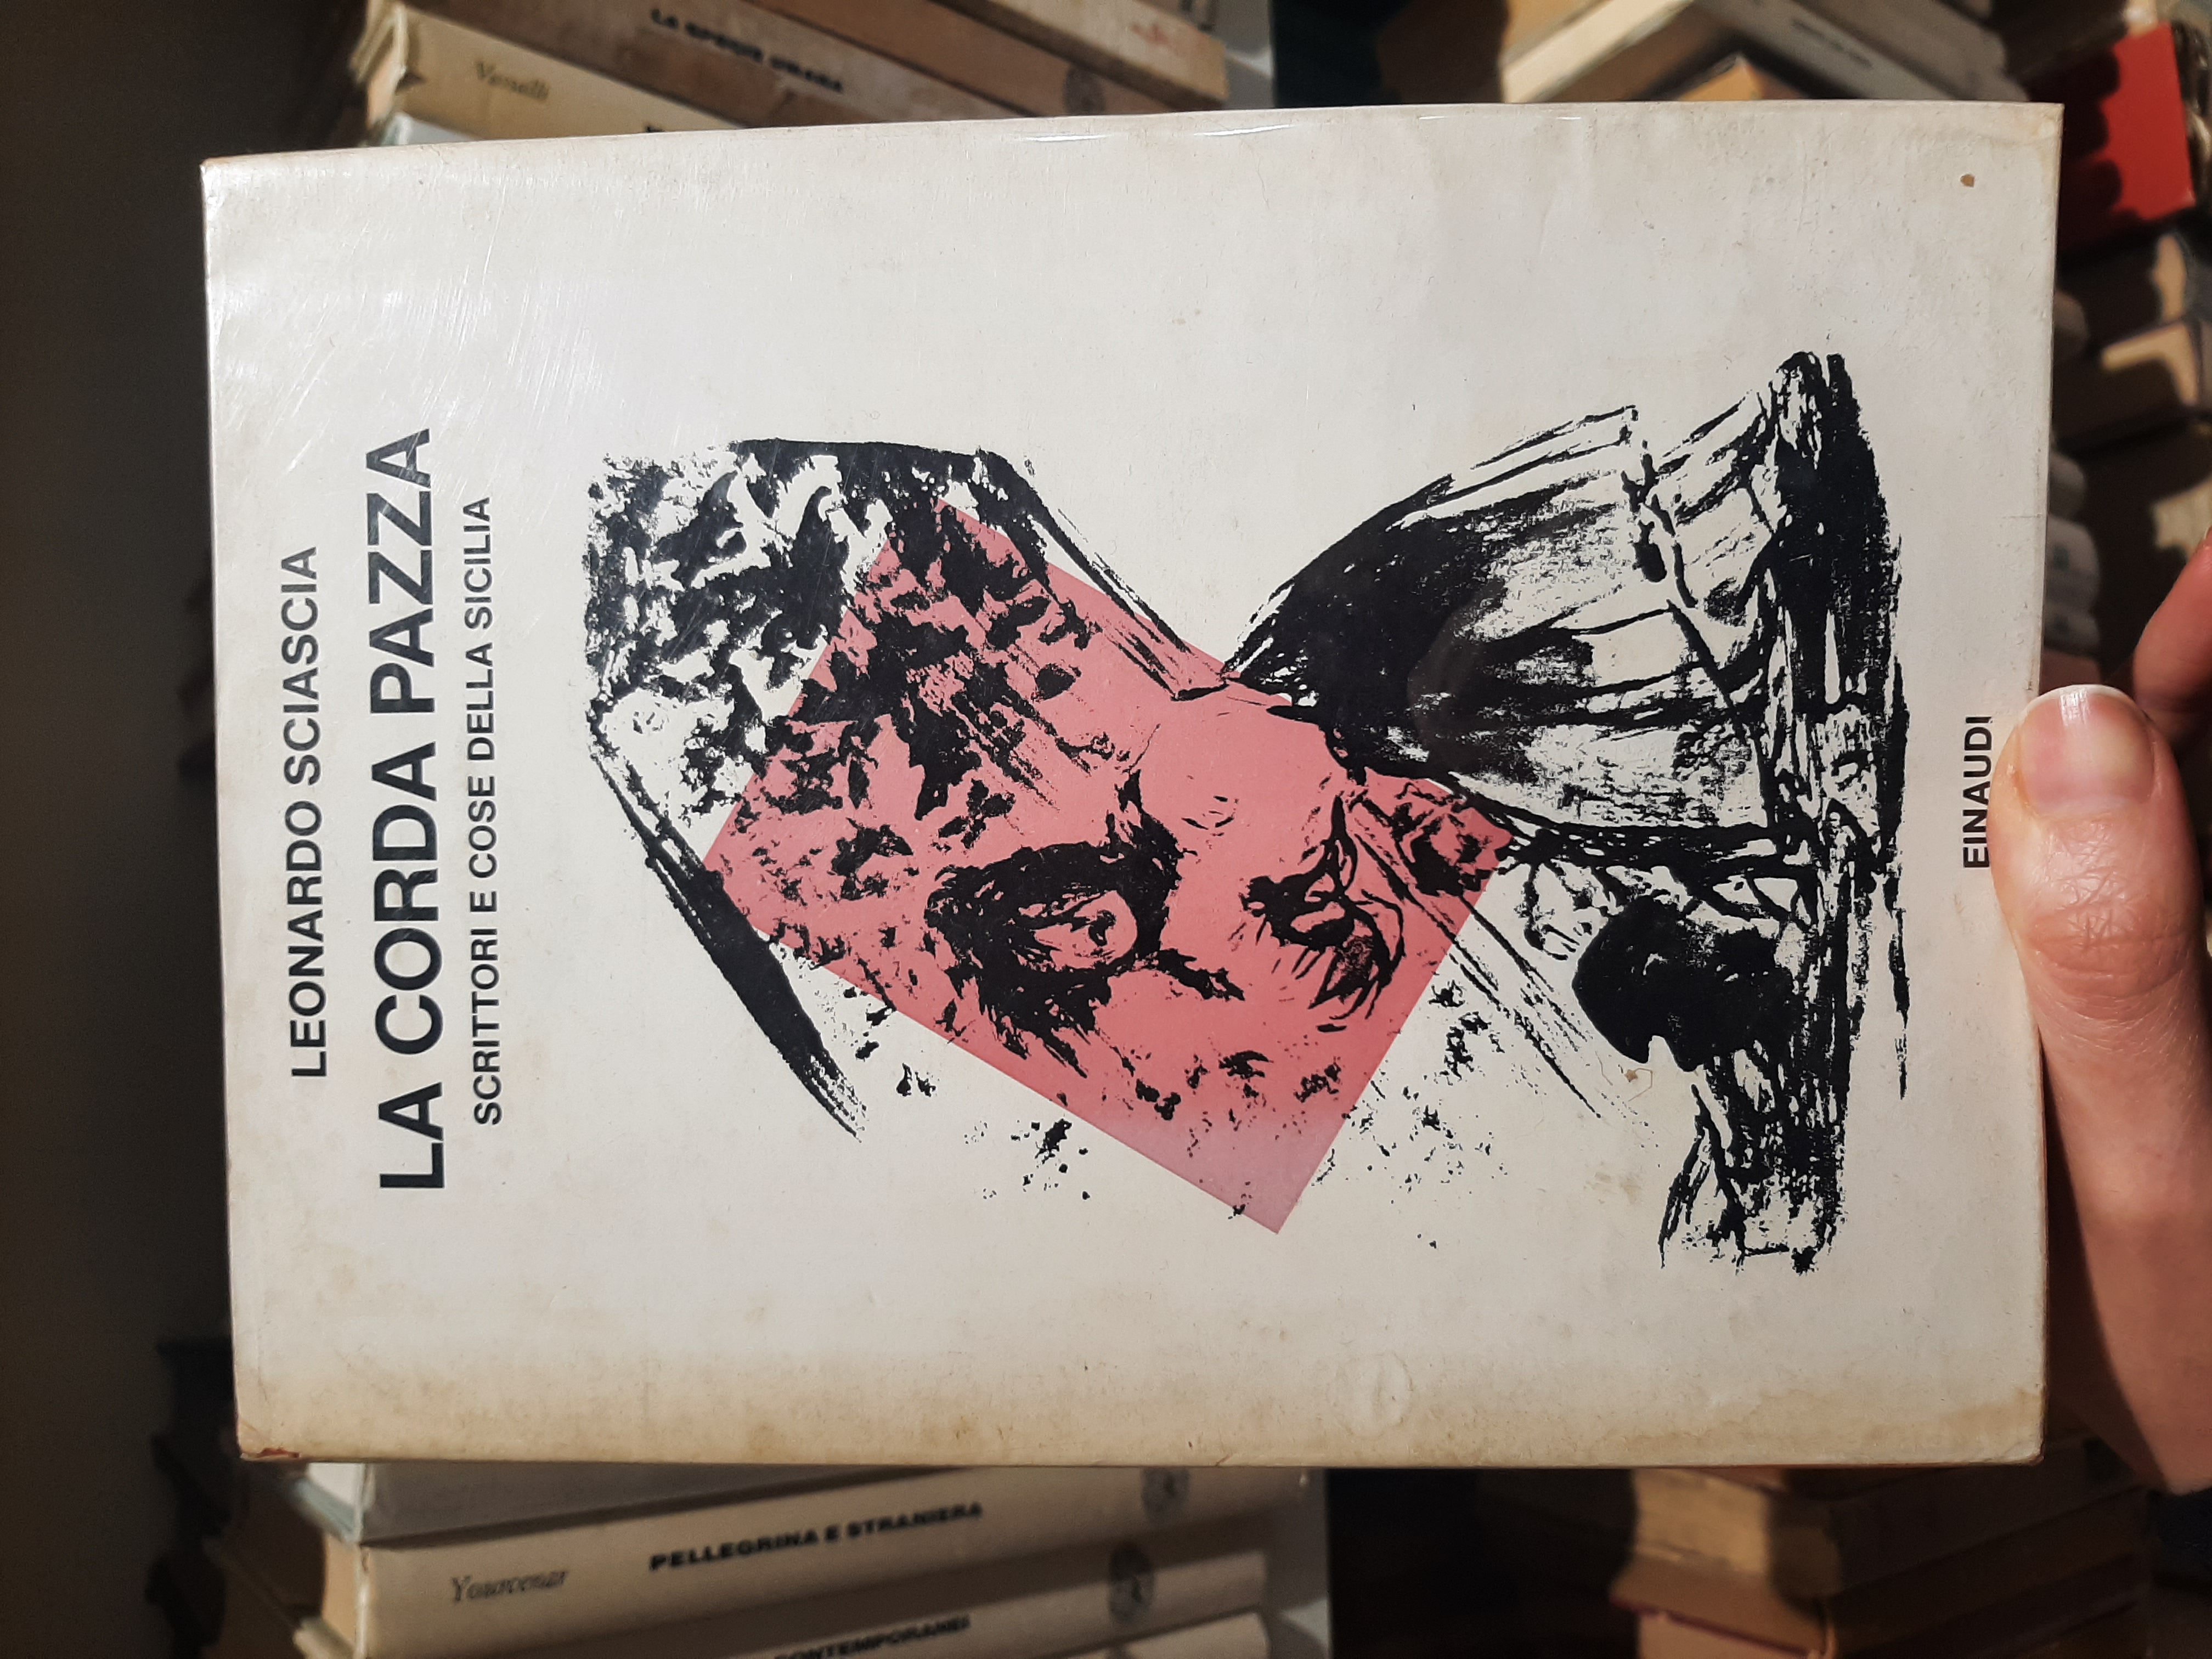 LEONARDO SCIASCIA
LA CORDA PAZZA
SCRITTORI E COSE DELLA SICILIA
EINAUDI
Yourcenar
PELLEGRINA E STRANIERA